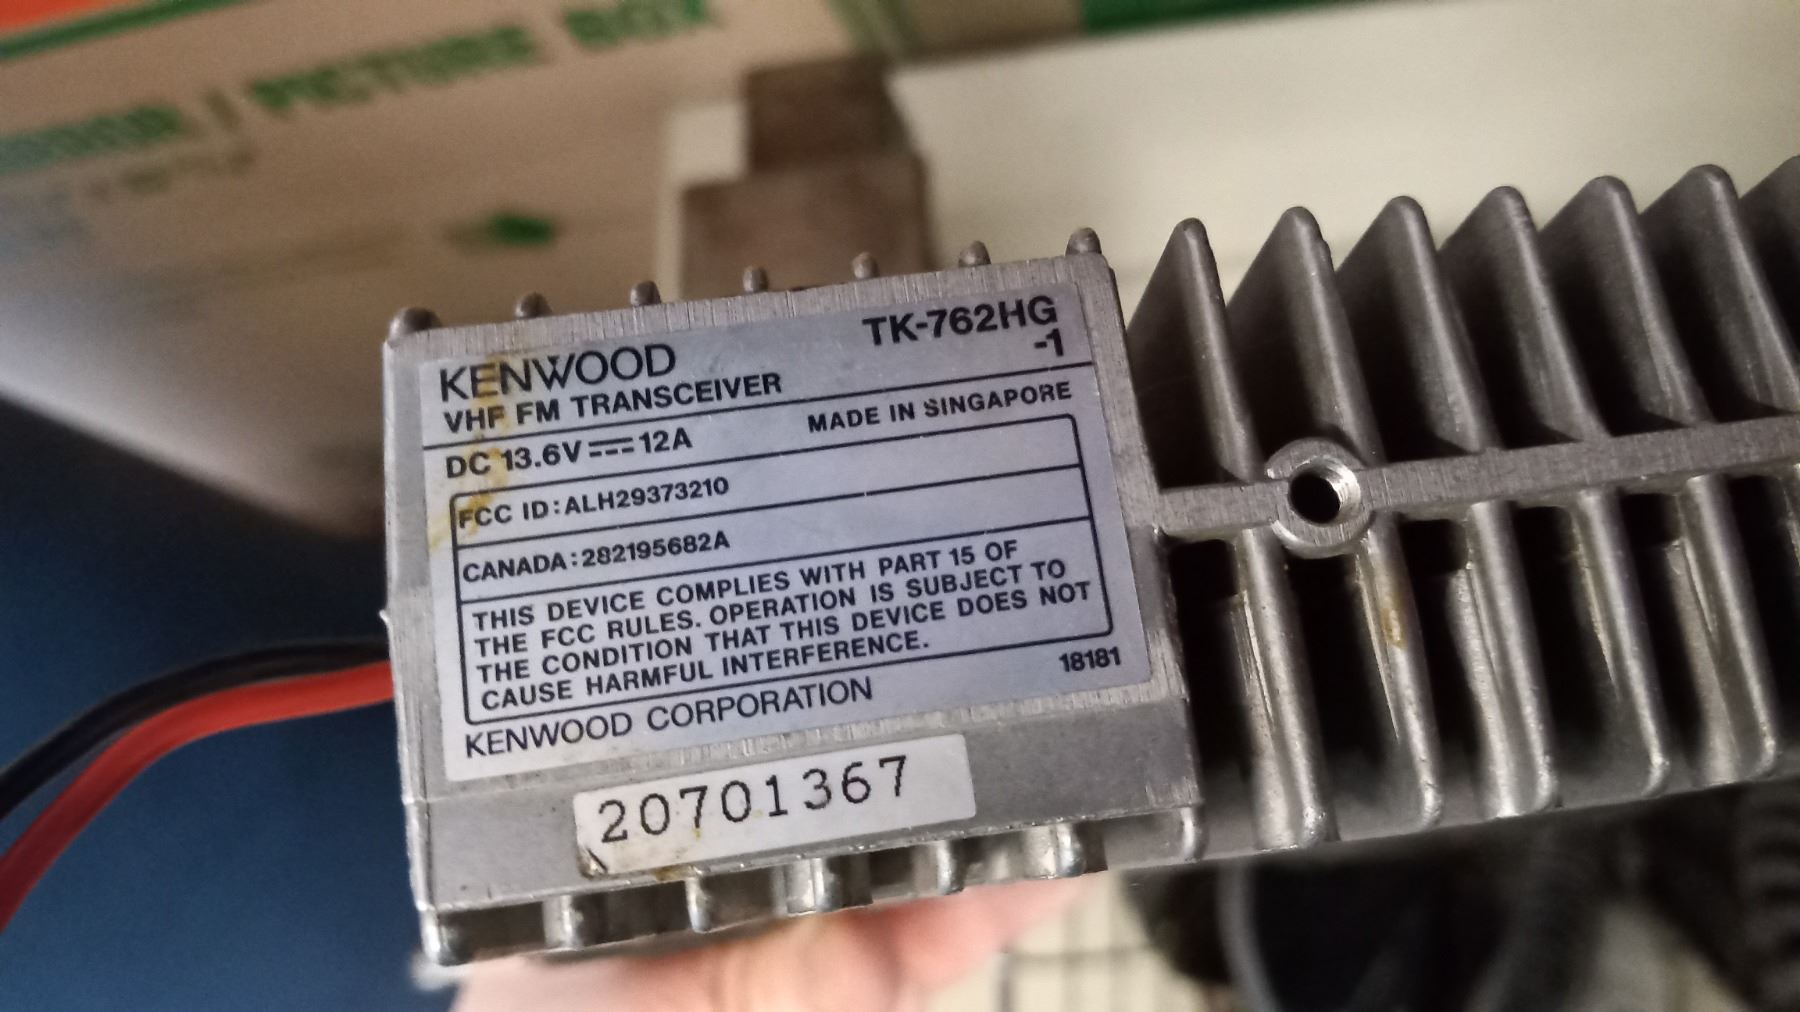 / PICTURE BOX
KENWOOD
TK-762HG
-1
VHF FM TRANSCEIVER
DC 13.6V⎓12A
MADE IN SINGAPORE
FCC ID:ALH29373210
CANADA:282195682A
THIS DEVICE COMPLIES WITH PART 15 OF
THE FCC RULES. OPERATION IS SUBJECT TO
THE CONDITION THAT THIS DEVICE DOES NOT
CAUSE HARMFUL INTERFERENCE.
18181
KENWOOD CORPORATION
20701367